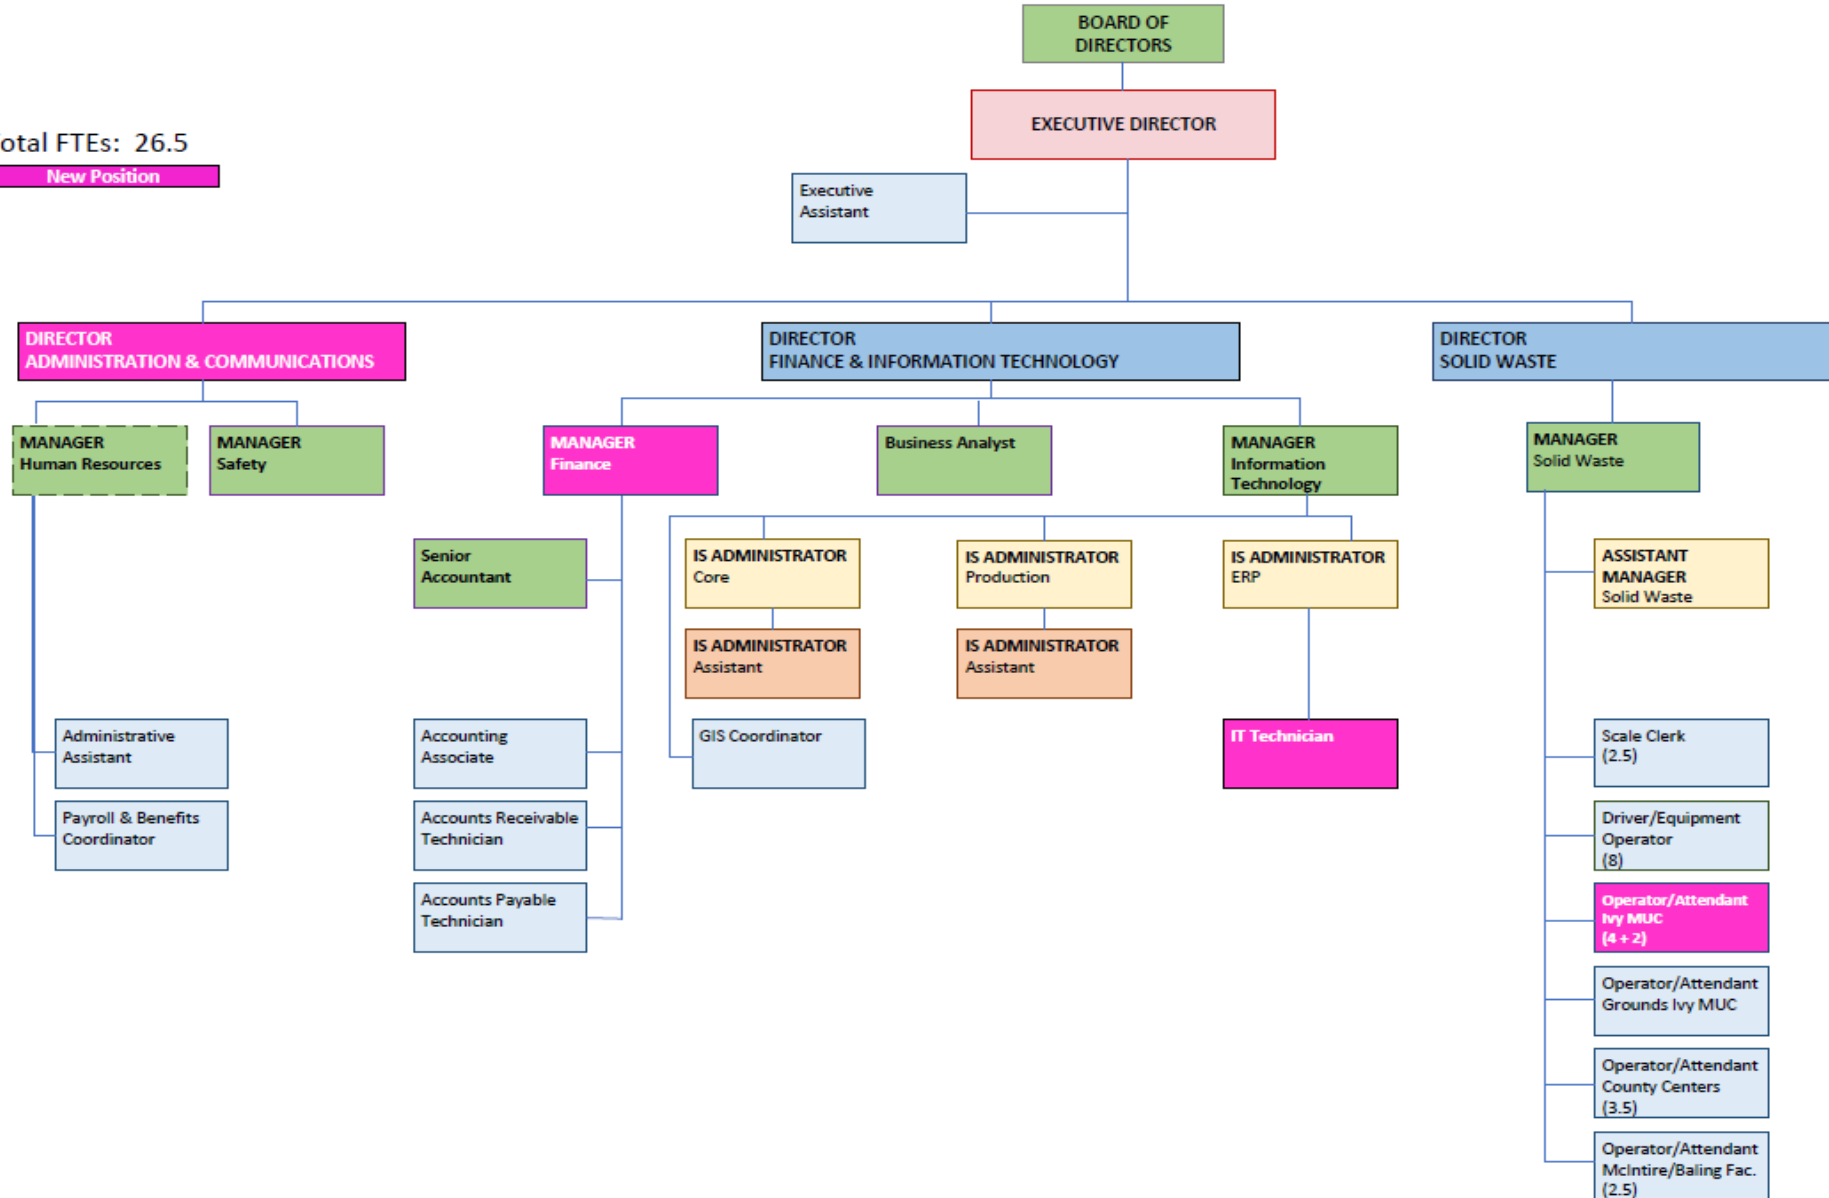 BOARD OF
DIRECTORS
EXECUTIVE DIRECTOR
otal FTEs: 26.5
New Position
Executive
Assistant
DIRECTOR
ADMINISTRATION & COMMUNICATIONS
DIRECTOR
FINANCE & INFORMATION TECHNOLOGY
DIRECTOR
SOLID WASTE
MANAGER
Human Resources
MANAGER
Safety
MANAGER
Finance
Business Analyst
MANAGER
Information
Technology
MANAGER
Solid Waste
Senior
Accountant
IS ADMINISTRATOR
Core
IS ADMINISTRATOR
Production
IS ADMINISTRATOR
ERP
ASSISTANT
MANAGER
Solid Waste
IS ADMINISTRATOR
Assistant
IS ADMINISTRATOR
Assistant
Administrative
Assistant
Accounting
Associate
GIS Coordinator
IT Technician
Scale Clerk
(2.5)
Payroll & Benefits
Coordinator
Accounts Receivable
Technician
Driver/Equipment
Operator
(8)
Accounts Payable
Technician
Operator/Attendant
Ivy MUC
(4 + 2)
Operator/Attendant
Grounds Ivy MUC
Operator/Attendant
County Centers
(3.5)
Operator/Attendant
McIntire/Baling Fac.
(2.5)